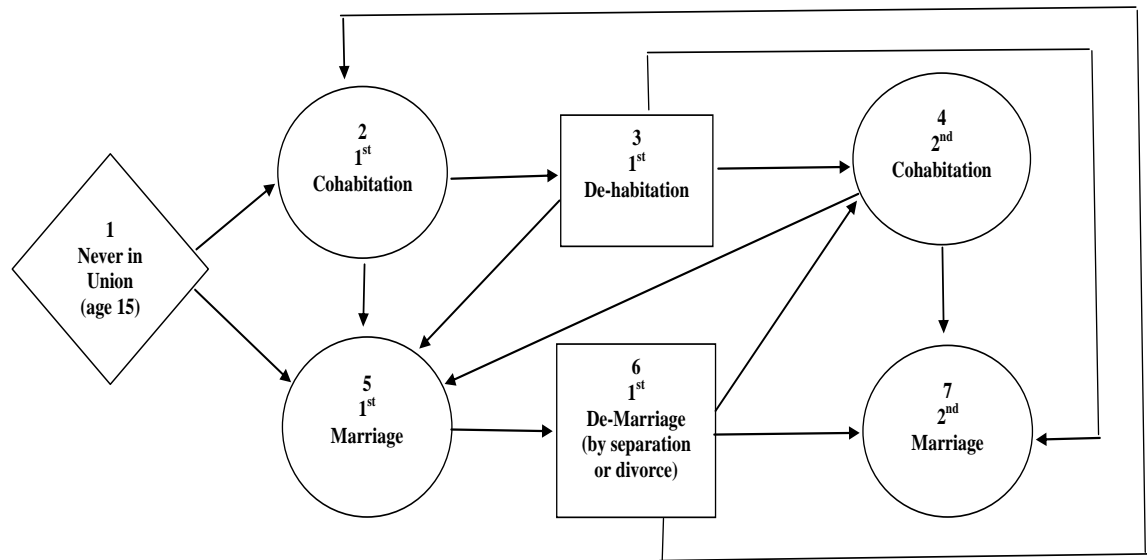 1
Never in
Union
(age 15)
2
1st
Cohabitation
3
1st
De-habitation
4
2nd
Cohabitation
5
1st
Marriage
6
1st
De-Marriage
(by separation
or divorce)
7
2nd
Marriage